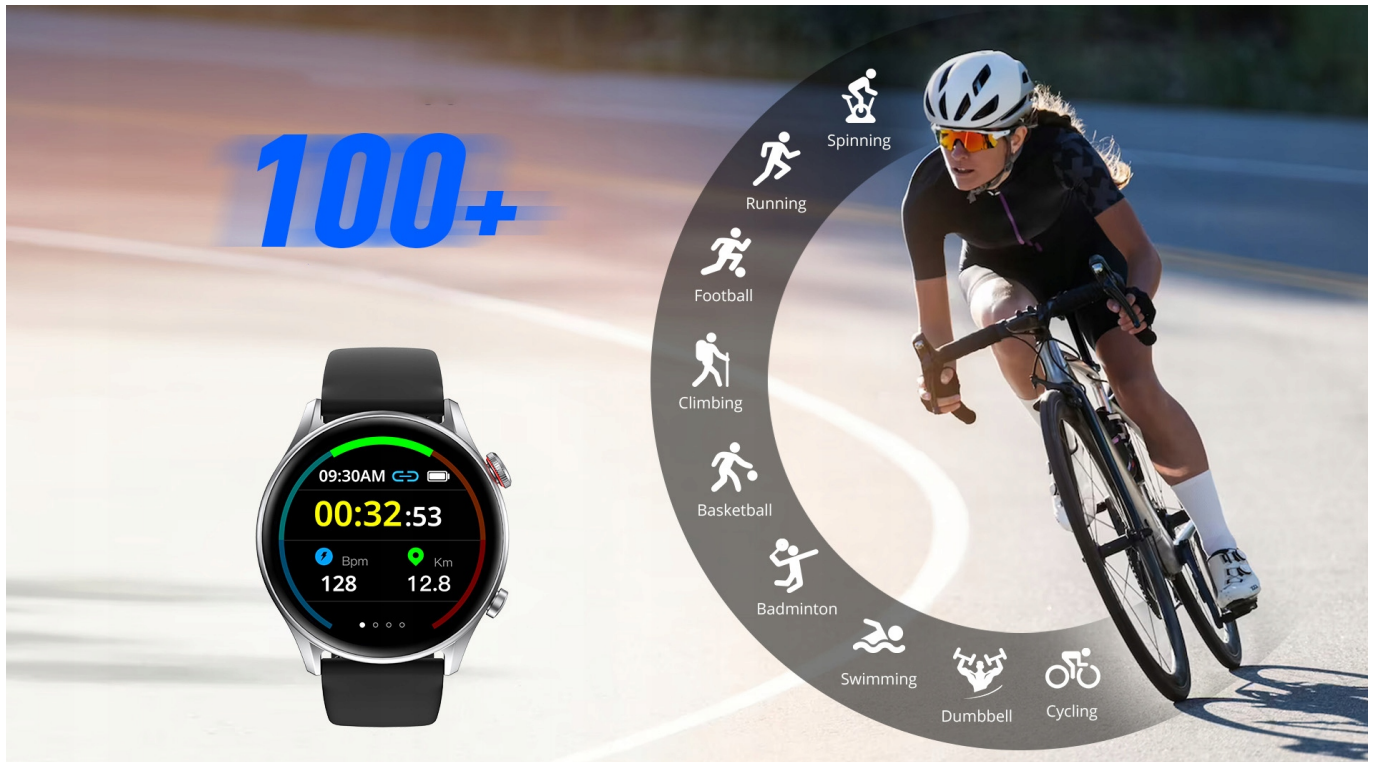 100+
09:30AM
00:32:53
Bpm Km
128 12.8
Spinning
Running
Football
Climbing
Basketball
Badminton
Swimming
Dumbbell
Cycling